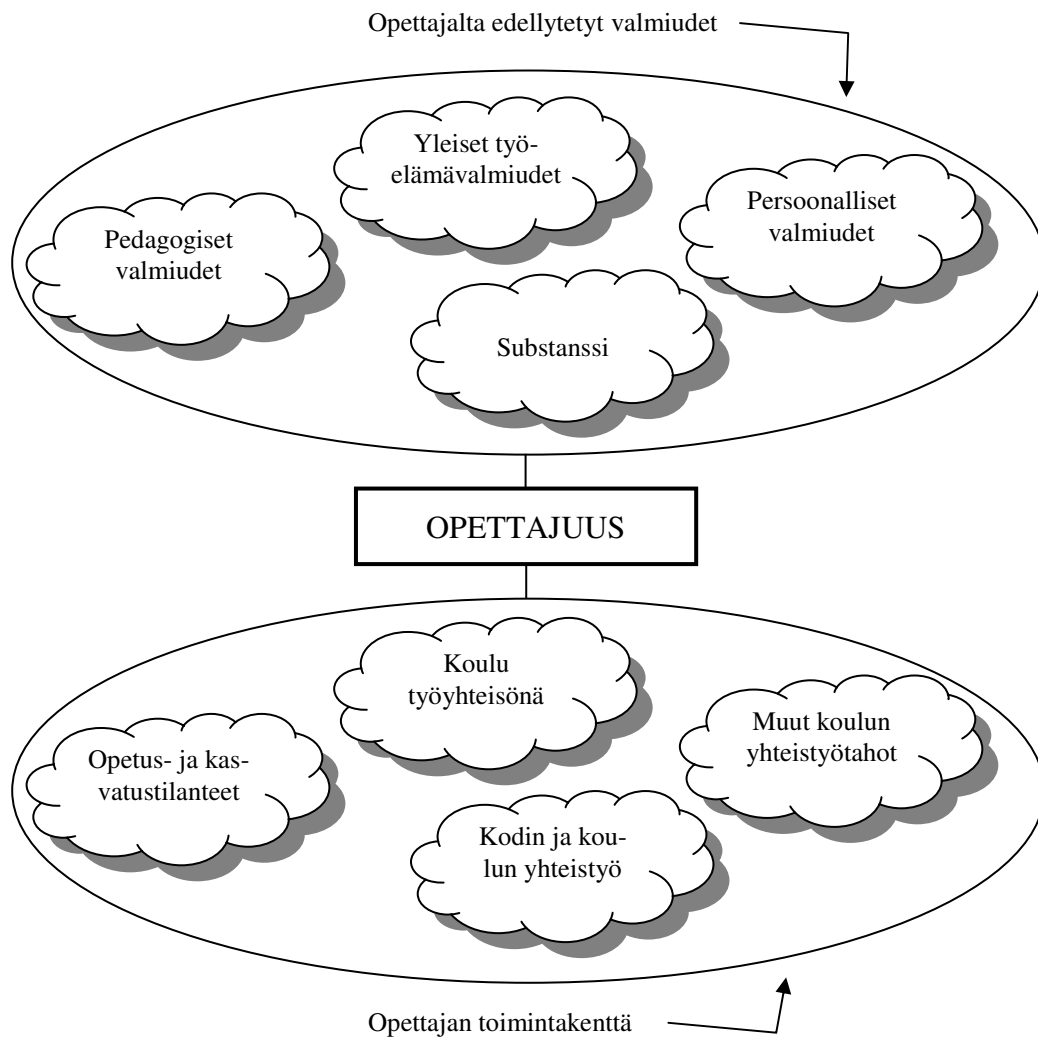 Opettajalta edellytetyt valmiudet
Yleiset työ-
elämävalmiudet
Persoonalliset
valmiudet
Pedagogiset
valmiudet
Substanssi
OPETTAJUUS
Koulu
työyhteisönä
Muut koulun
yhteistyötahot
Opetus- ja kas-
vatustilanteet
Kodin ja kou-
lun yhteistyö
Opettajan toimintakenttä